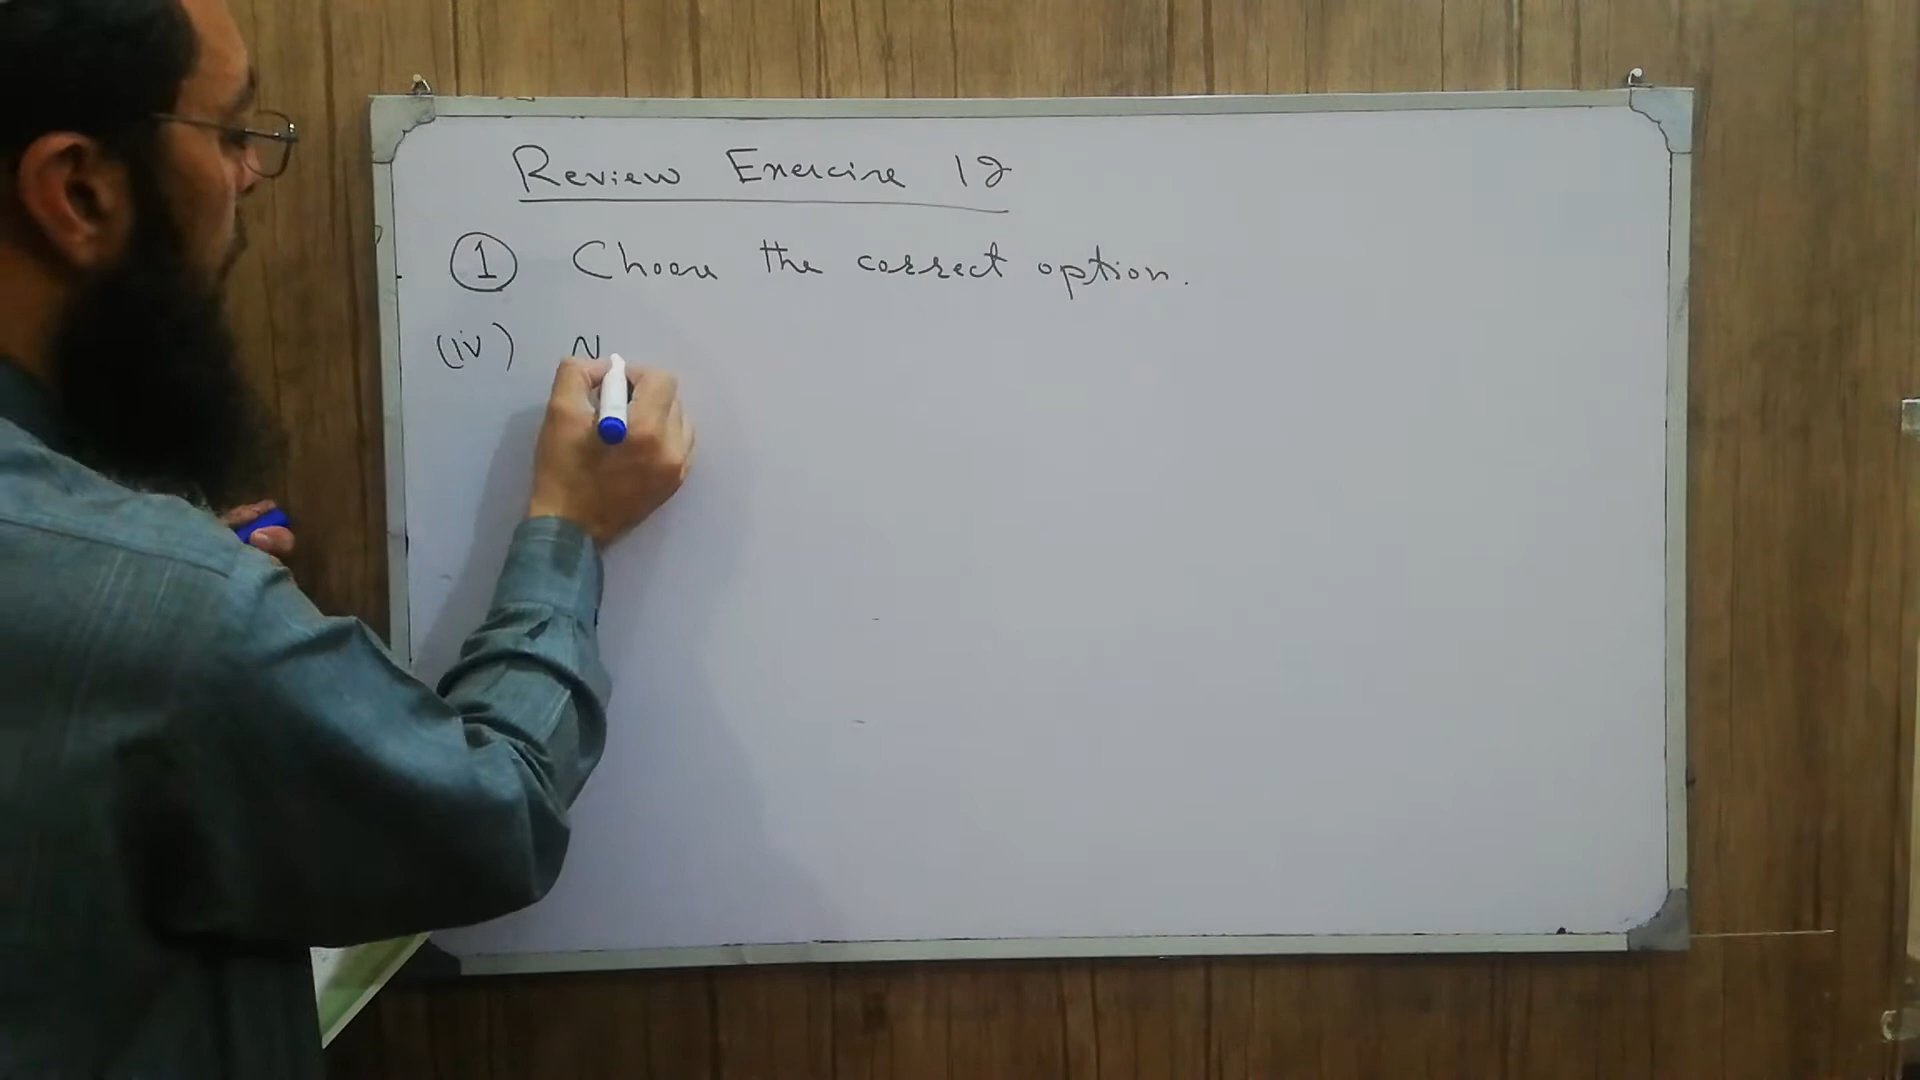 Review Exercise 12
① Choose the correct option.
(iv) N